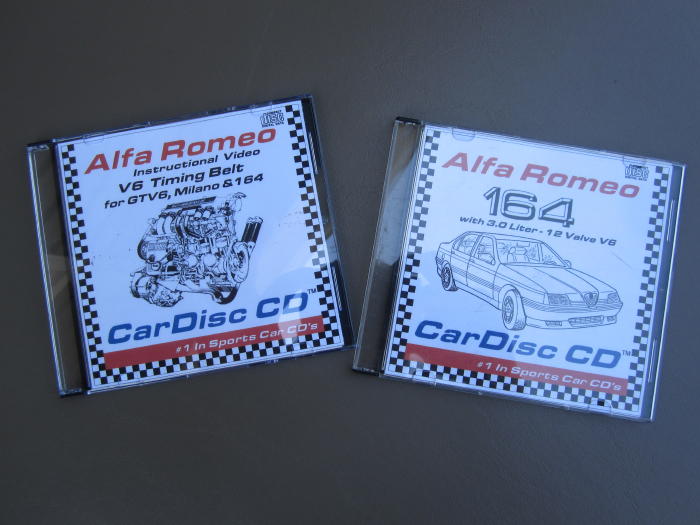 Alfa Romeo
Instructional Video
V6 Timing Belt
for GTV6, Milano & 164
CarDisc CD™
#1 In Sports Car CD's
Alfa Romeo
164
with 3.0 Liter - 12 Valve V6
CarDisc CD™
#1 In Sports Car CD's